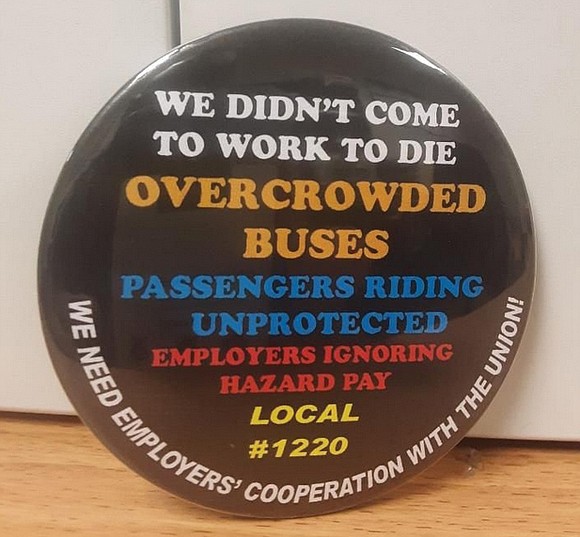 WE DIDN'T COME
TO WORK TO DIE
OVERCROWDED
BUSES
PASSENGERS RIDING
UNPROTECTED
EMPLOYERS IGNORING
HAZARD PAY
LOCAL
#1220
WE NEED EMPLOYERS' COOPERATION WITH THE UNION!